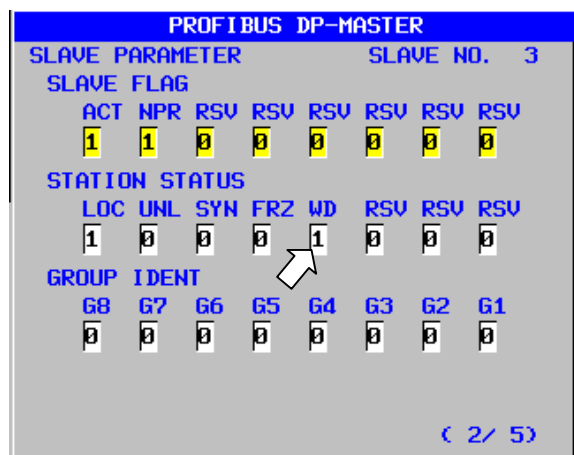 PROFIBUS DP-MASTER
SLAVE PARAMETER SLAVE NO. 3
SLAVE FLAG
ACT NPR RSV RSV RSV RSV RSV RSV
1 1 0 0 0 0 0 0
STATION STATUS
LOC UNL SYN FRZ WD RSV RSV RSV
1 0 0 0 1 0 0 0
GROUP IDENT
G8 G7 G6 G5 G4 G3 G2 G1
0 0 0 0 0 0 0 0
( 2/ 5)